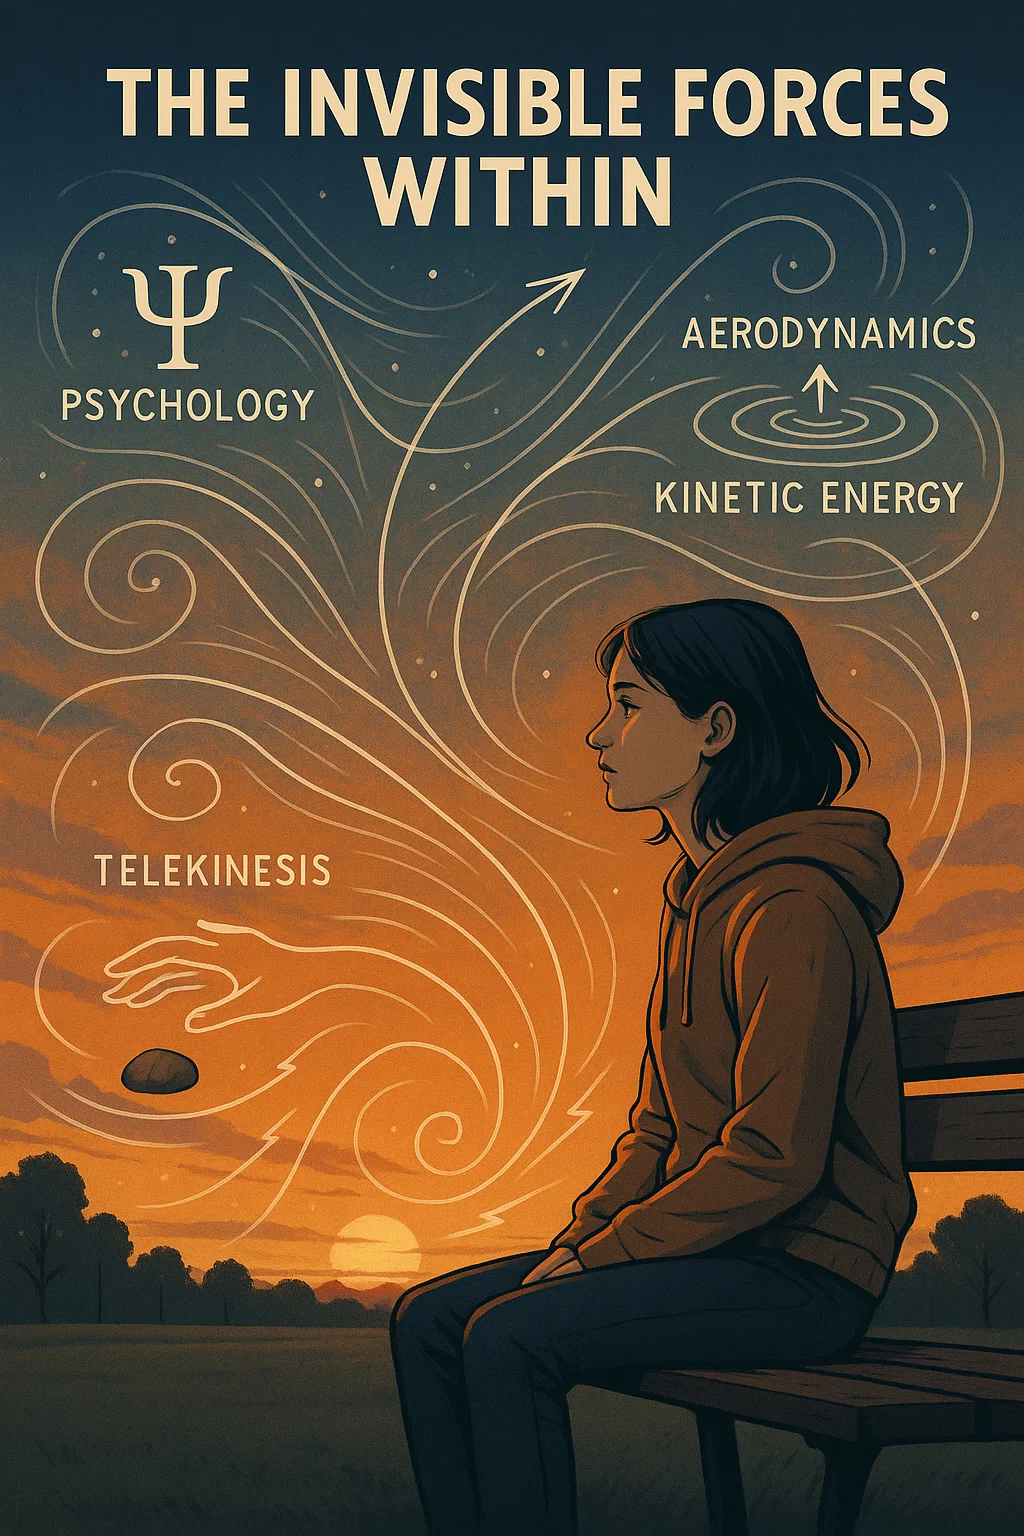 THE INVISIBLE FORCES
WITHIN
Ψ
PSYCHOLOGY
AERODYNAMICS
KINETIC ENERGY
TELEKINESIS